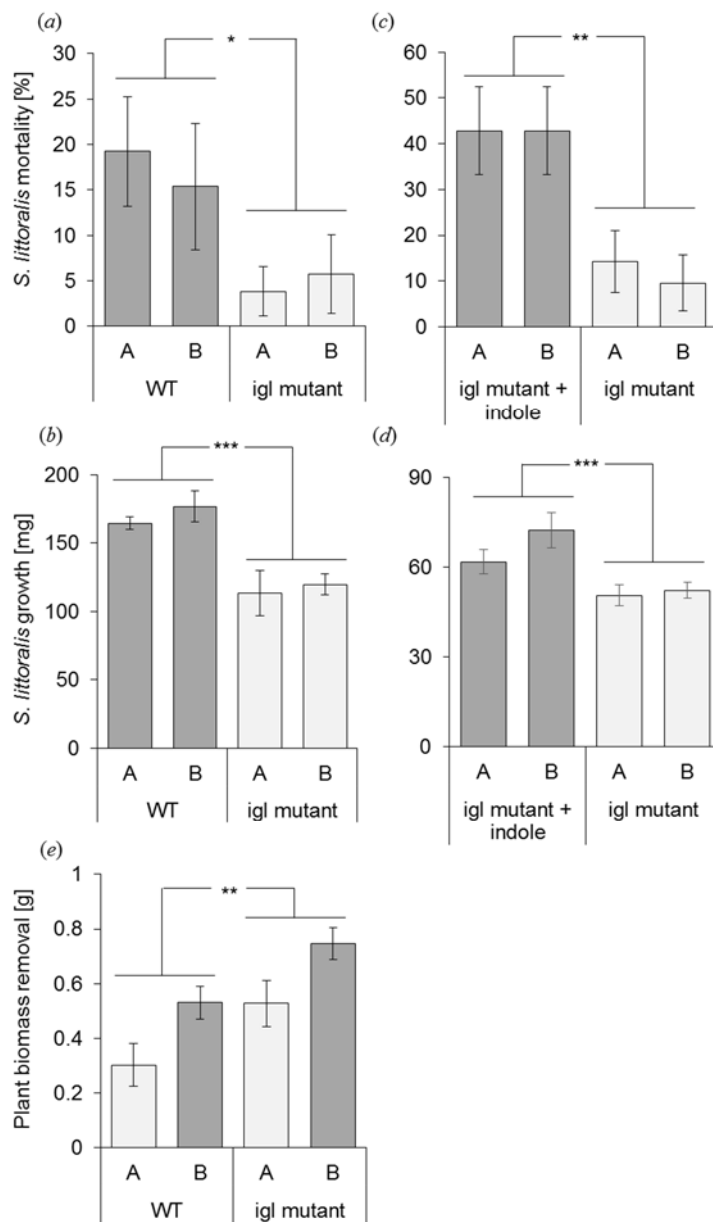 (a)
*
S. littoralis mortality [%]
30
25
20
15
10
5
0
A B A B
WT igl mutant
(c)
**
60
50
40
30
20
10
0
A B A B
igl mutant + igl mutant
indole
(b)
***
S. littoralis growth [mg]
200
150
100
50
0
A B A B
WT igl mutant
(d)
***
90
60
30
0
A B A B
igl mutant + igl mutant
indole
(e)
**
Plant biomass removal [g]
1
0.8
0.6
0.4
0.2
0
A B A B
WT igl mutant